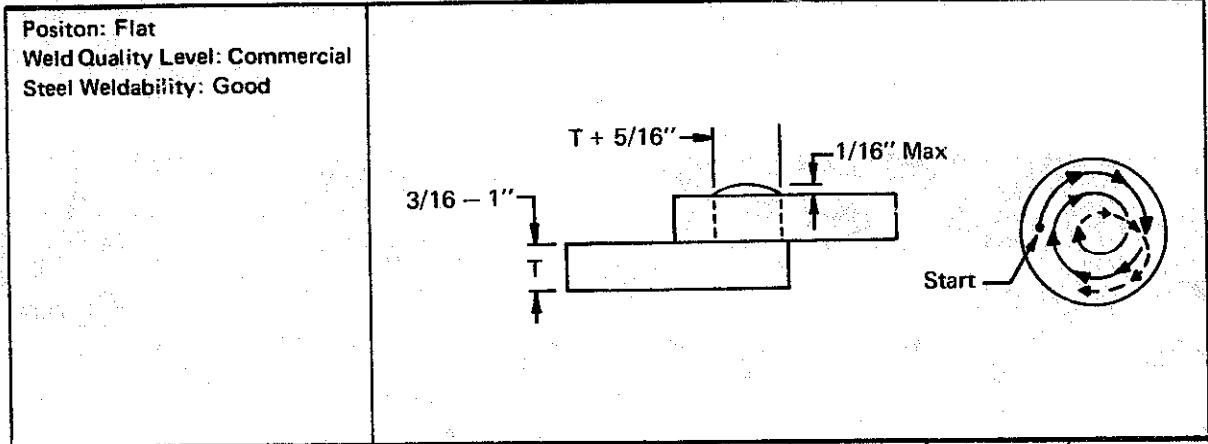 Positon: Flat
Weld Quality Level: Commercial
Steel Weldability: Good
T + 5/16"
1/16" Max
3/16 — 1"
T
Start